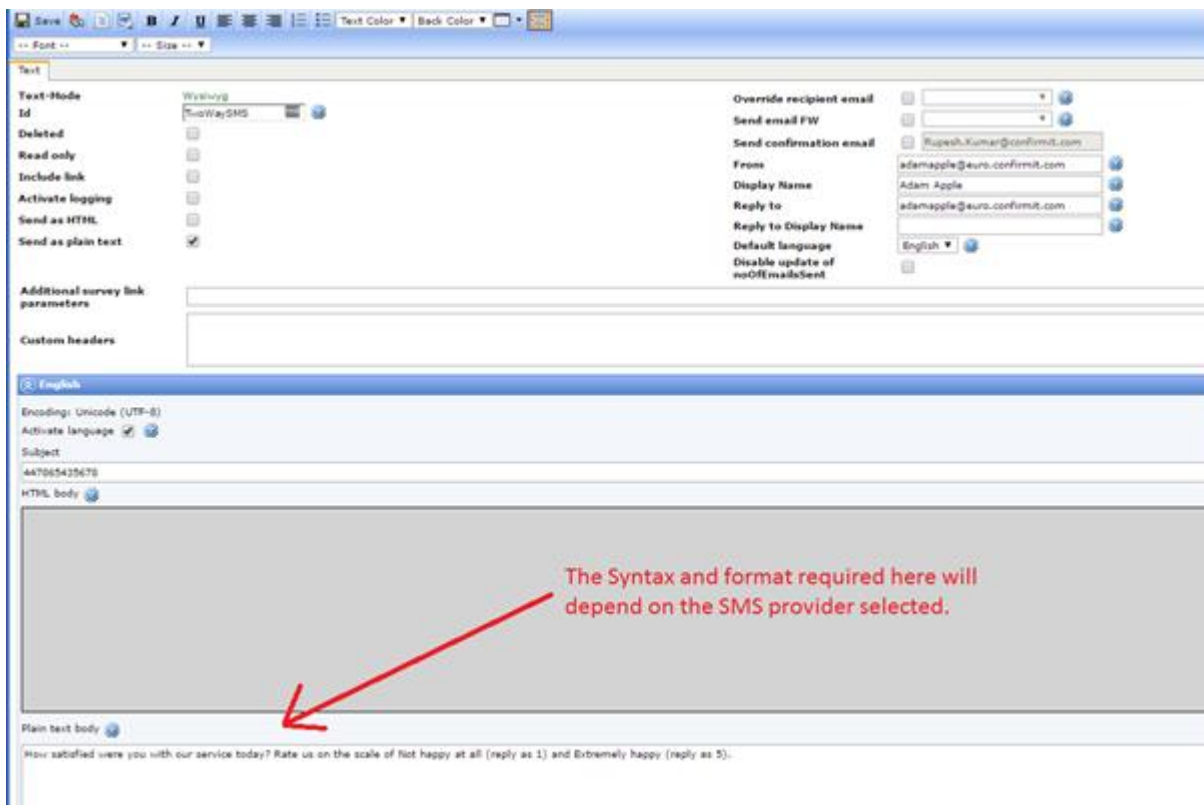 Save B I U Text Color Back Color
-- Font -- -- Size --
Text
Text-Mode Wysiwyg
Id TwoWaySMS
Deleted
Read only
Include link
Activate logging
Send as HTML
Send as plain text
Override recipient email
Send email FW
Send confirmation email Rupesh.Kumar@confirmit.com
From adamapple@euro.confirmit.com
Display Name Adam Apple
Reply to adamapple@euro.confirmit.com
Reply to Display Name
Default language English
Disable update of
noOfEmailsSent
Additional survey link
parameters
Custom headers
English
Encoding: Unicode (UTF-8)
Activate language
Subject
447865435678
HTML body
The Syntax and format required here will
depend on the SMS provider selected.
Plain text body
How satisfied were you with our service today? Rate us on the scale of Not happy at all (reply as 1) and Extremely happy (reply as 5).